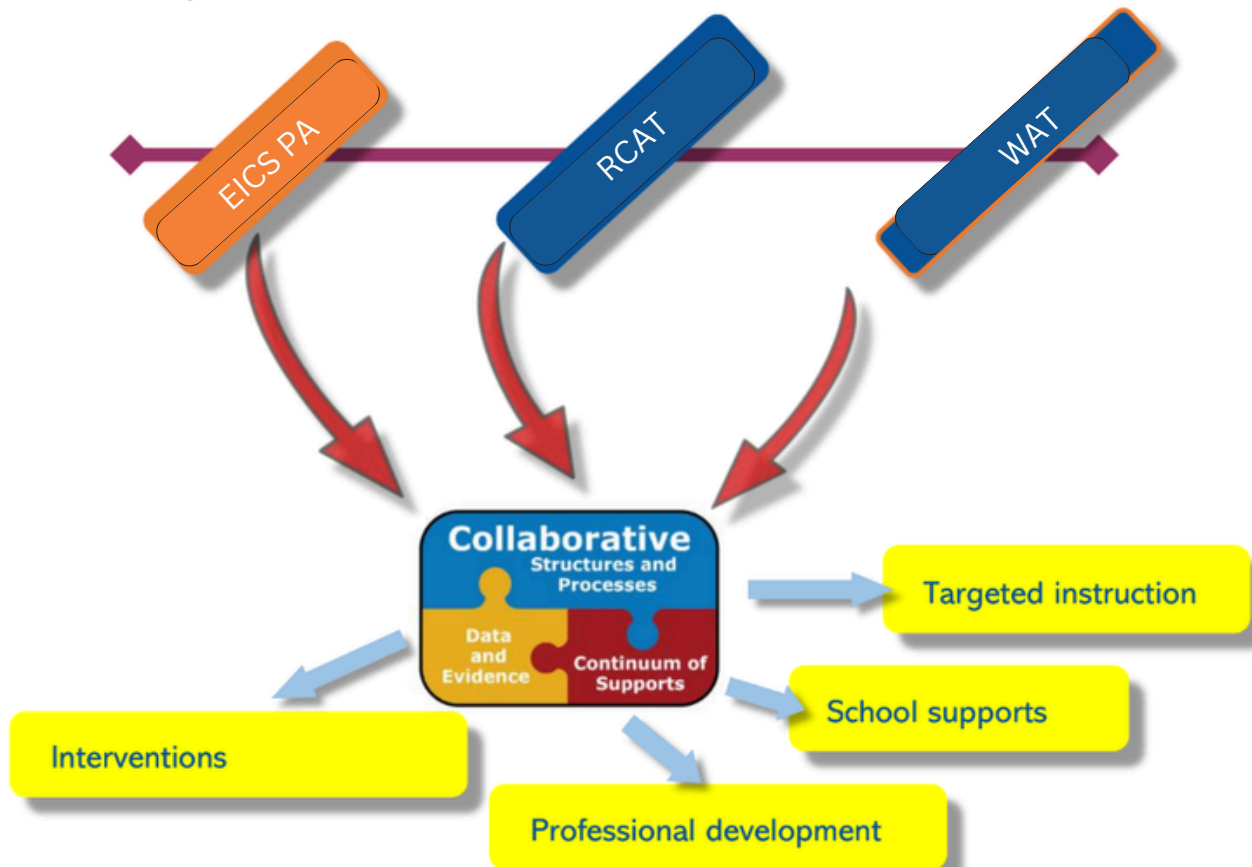 EICS PA
RCAT
WAT
Collaborative
Structures and
Processes
Data
and
Evidence
Continuum of
Supports
Targeted instruction
School supports
Interventions
Professional development